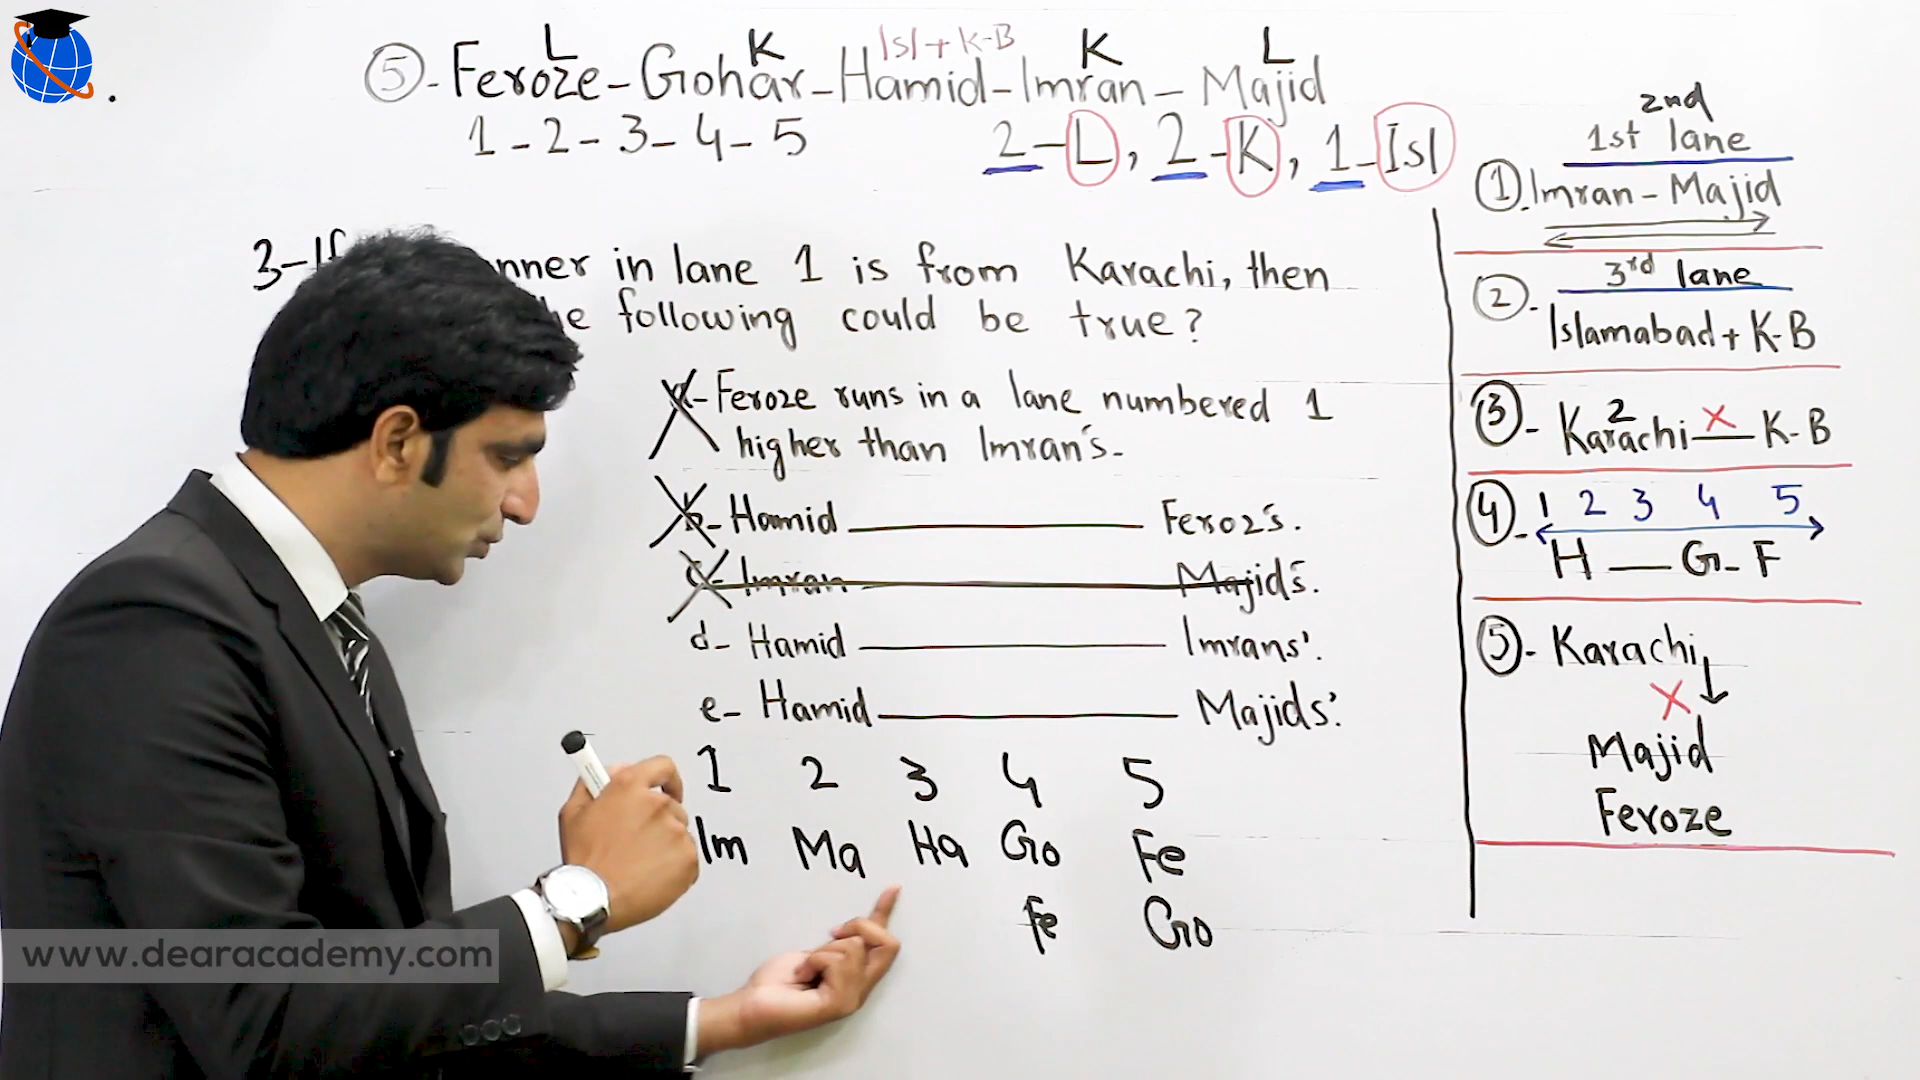 L K Isl+K-B K L
5- Feroze-Gohar-Hamid-Imran-Majid
1-2-3-4-5 2-L, 2-K, 1-Isl
3-If nner in lane 1 is from Karachi, then
he following could be true?
a- Feroze runs in a lane numbered 1
higher than Imran's.
b- Hamid Feroz's.
c- Imran Majid's.
d- Hamid Imrans'.
e- Hamid Majids'.
1 2 3 4 5
Im Ma Ha Go Fe
Fe Go
2nd
1st lane
1. Imran - Majid
3rd lane
2- Islamabad + K-B
2
3- Karachi X K-B
4- 1 2 3 4 5
H G- F
5- Karachi
X
Majid
Feroze
www.dearacademy.com